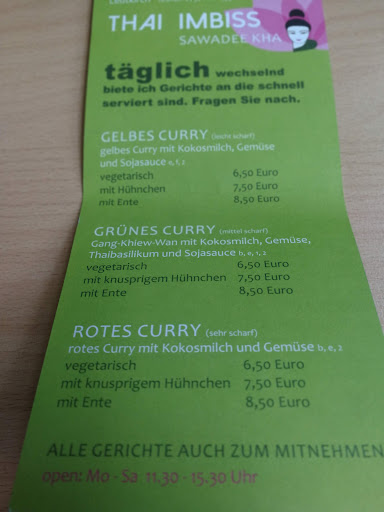 THAI IMBISS
SAWADEE KHA
täglich wechselnd
biete ich Gerichte an die schnell
serviert sind. Fragen Sie nach.
GELBES CURRY (leicht scharf)
gelbes Curry mit Kokosmilch, Gemüse
und Sojasauce
vegetarisch 6,50 Euro
mit Hühnchen 7,50 Euro
mit Ente 8,50 Euro
GRÜNES CURRY (mittel scharf)
Gang-Khiew-Wan mit Kokosmilch, Gemüse,
Thaibasilikum und Sojasauce
vegetarisch 6,50 Euro
mit knusprigem Hühnchen 7,50 Euro
mit Ente 8,50 Euro
ROTES CURRY (sehr scharf)
rotes Curry mit Kokosmilch und Gemüse b, e, 2
vegetarisch 6,50 Euro
mit knusprigem Hühnchen 7,50 Euro
mit Ente 8,50 Euro
ALLE GERICHTE AUCH ZUM MITNEHMEN
open: Mo - Sa 11.30 - 15.30 Uhr